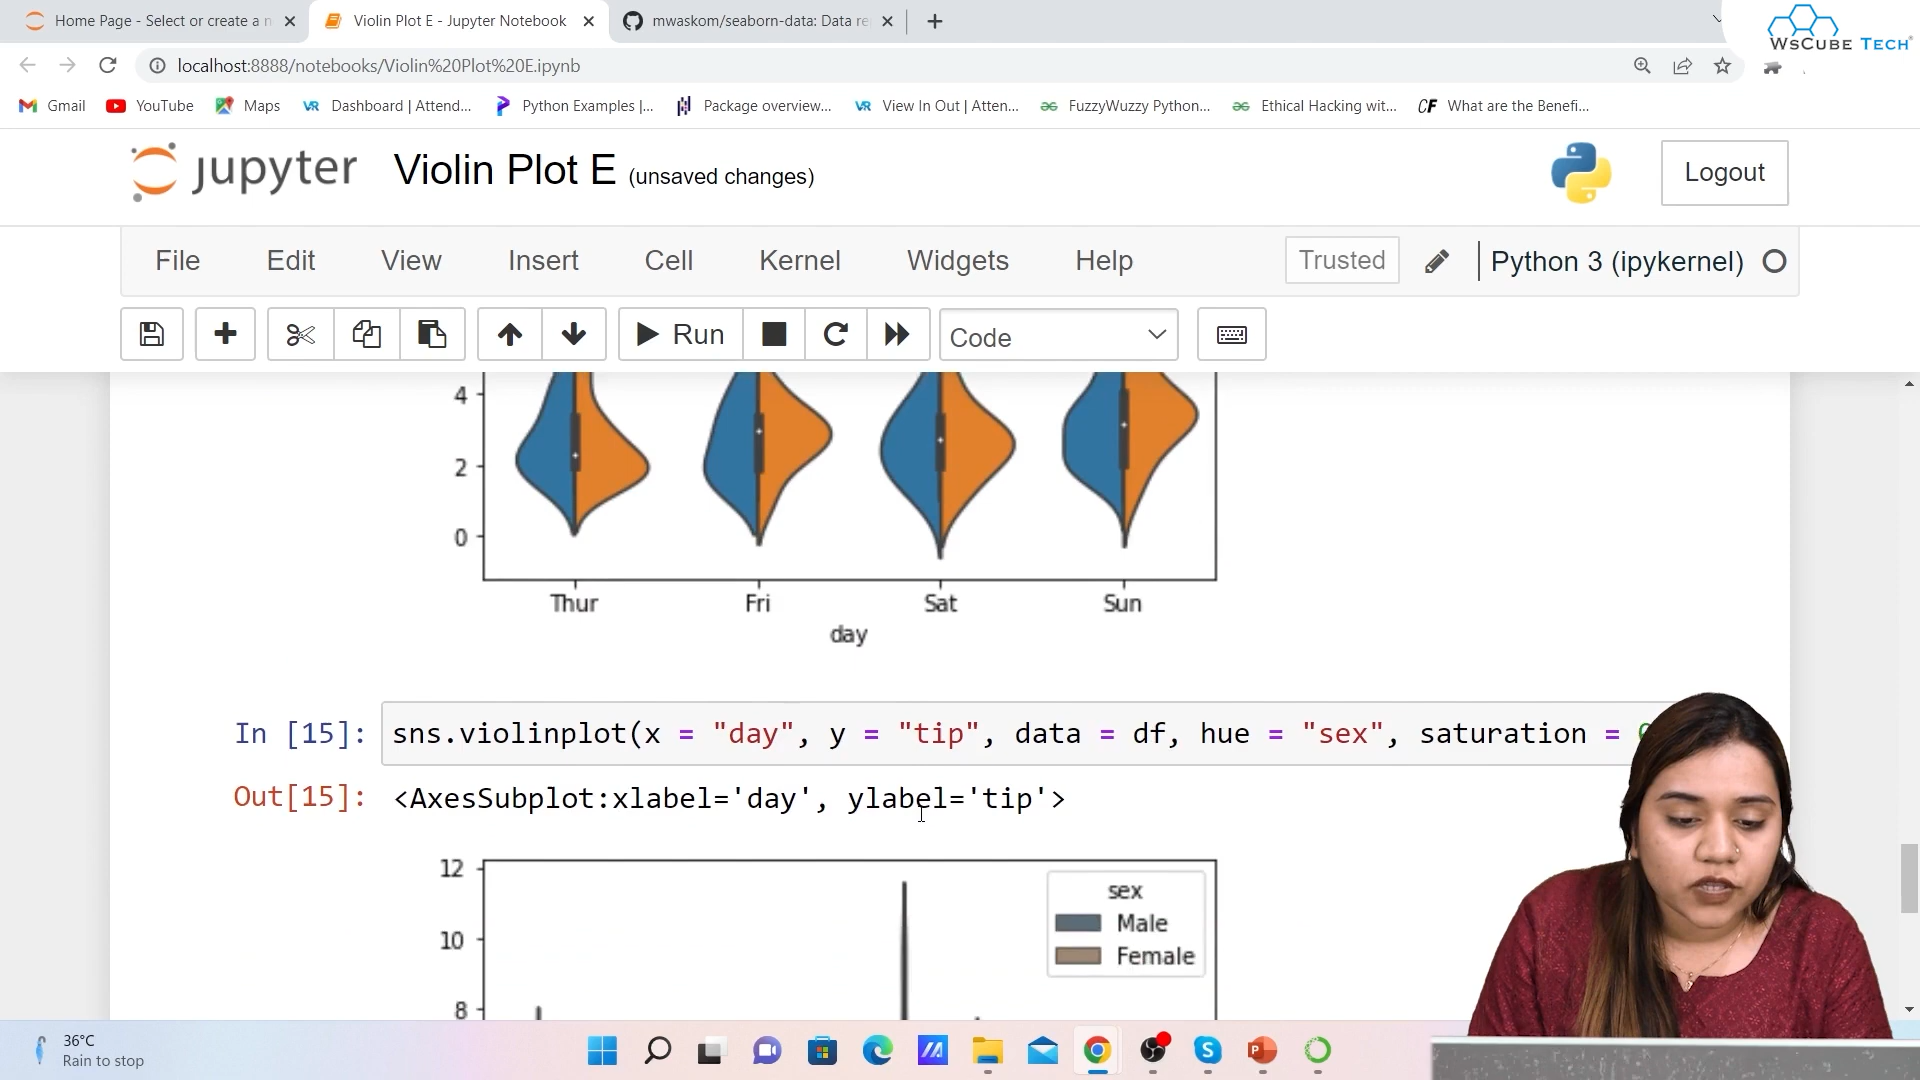 Home Page - Select or create a n
Violin Plot E - Jupyter Notebook
mwaskom/seaborn-data: Data re
WsCube Tech
localhost:8888/notebooks/Violin%20Plot%20E.ipynb
Gmail YouTube Maps VR Dashboard | Attend... Python Examples |... Package overview... VR View In Out | Atten... FuzzyWuzzy Python... Ethical Hacking wit... CF What are the Benefi...
jupyter Violin Plot E (unsaved changes) Logout
File Edit View Insert Cell Kernel Widgets Help Trusted Python 3 (ipykernel)
Run Code
4
2
0
Thur Fri Sat Sun
day
In [15]: sns.violinplot(x = "day", y = "tip", data = df, hue = "sex", saturation =
Out[15]: <AxesSubplot:xlabel='day', ylabel='tip'>
12
sex
Male
10
Female
8
36°C
Rain to stop